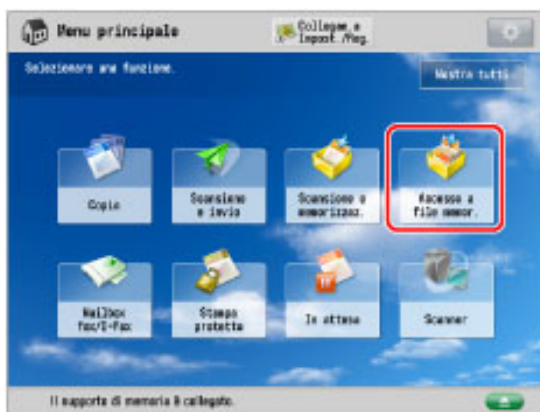 Menu principale
Collegam. e
Impost./Reg.
Selezionare una funzione.
Mostra tutti
Copia
Scansione
e invio
Scansione e
memorizzaz.
Accesso a
file memor.
Mailbox
fax/I-Fax
Stampa
protetta
In attesa
Scanner
Il supporto di memoria è collegato.